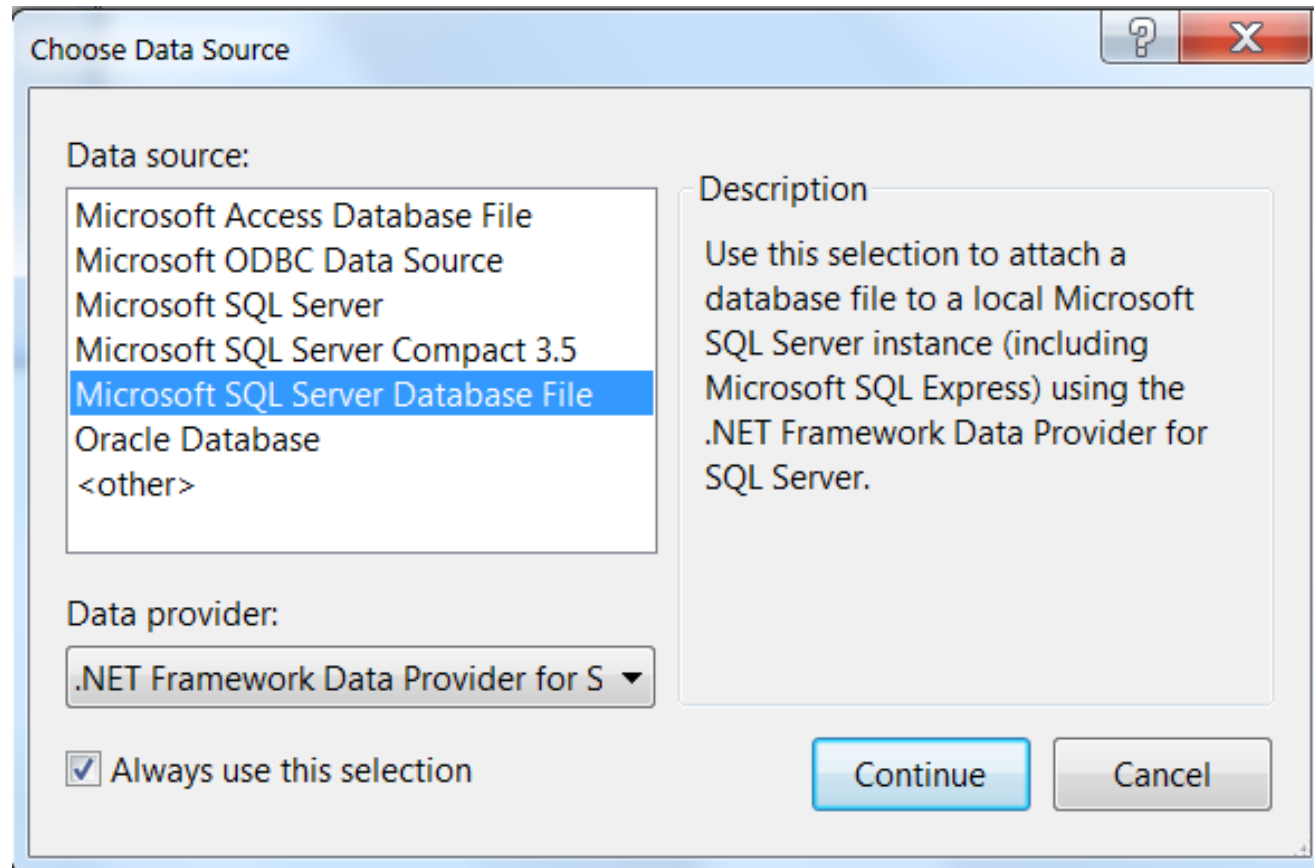 Choose Data Source
Data source:
Microsoft Access Database File
Microsoft ODBC Data Source
Microsoft SQL Server
Microsoft SQL Server Compact 3.5
Microsoft SQL Server Database File
Oracle Database
<other>
Data provider:
.NET Framework Data Provider for S
Always use this selection
Description
Use this selection to attach a
database file to a local Microsoft
SQL Server instance (including
Microsoft SQL Express) using the
.NET Framework Data Provider for
SQL Server.
Continue
Cancel